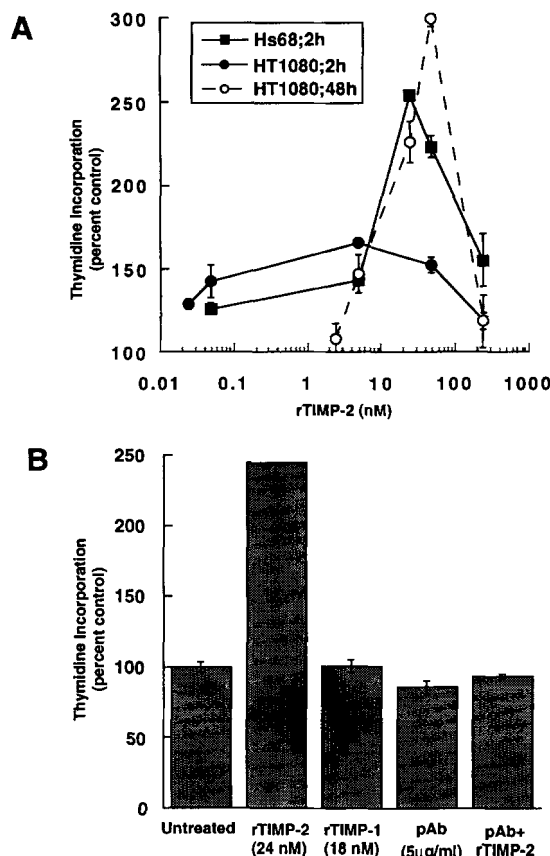 A
300
250
200
150
100
Thymidine Incorporation
(percent control)
Hs68;2h
HT1080;2h
HT1080;48h
0.01 0.1 1 10 100 1000
rTIMP-2 (nM)
B
250
200
150
100
50
0
Thymidine Incorporation
(percent control)
Untreated rTIMP-2 rTIMP-1 pAb pAb+
(24 nM) (18 nM) (5µg/ml) rTIMP-2